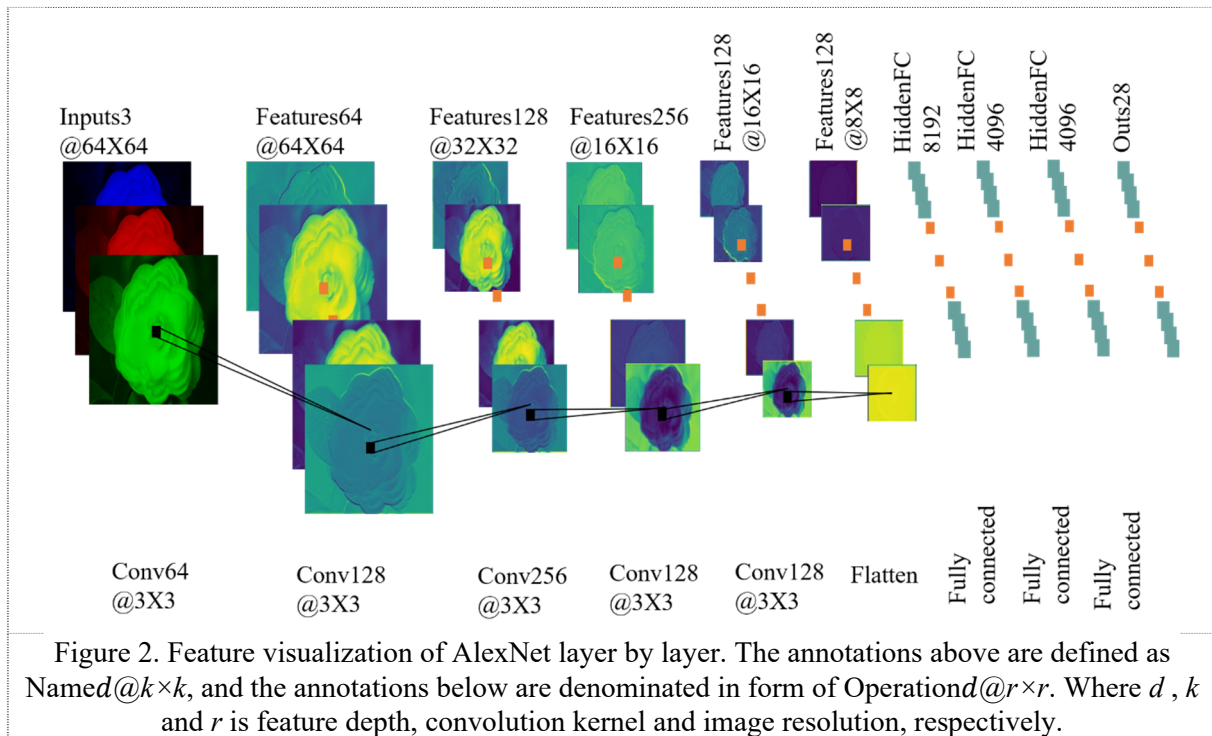 Inputs3
@64X64
Features64
@64X64
Features128
@32X32
Features256
@16X16
Features128
@16X16
Features128
@8X8
HiddenFC
8192
HiddenFC
4096
HiddenFC
4096
Outs28
Conv64
@3X3
Conv128
@3X3
Conv256
@3X3
Conv128
@3X3
Conv128
@3X3
Flatten
Fully
connected
Fully
connected
Fully
connected
Figure 2. Feature visualization of AlexNet layer by layer. The annotations above are defined as
Named@k×k, and the annotations below are denominated in form of Operationd@r×r. Where d , k
and r is feature depth, convolution kernel and image resolution, respectively.